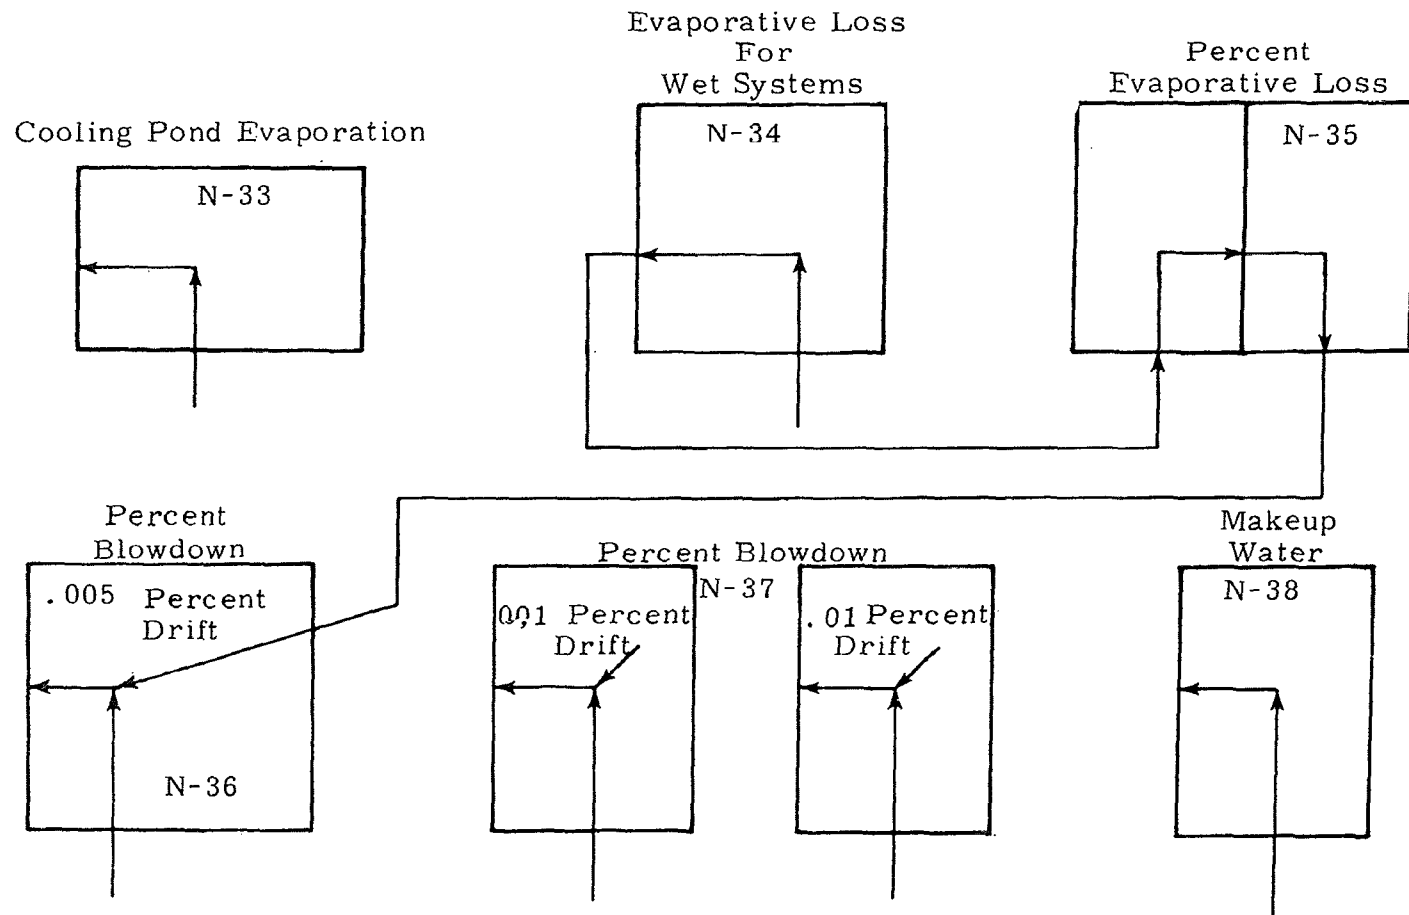 Evaporative Loss
For
Wet Systems
Percent
Evaporative Loss
Cooling Pond Evaporation
N-33
N-34
N-35
Percent
Blowdown
.005 Percent
Drift
N-36
Percent Blowdown
N-37
Percent
Drift
.01 Percent
Drift
Makeup
Water
N-38